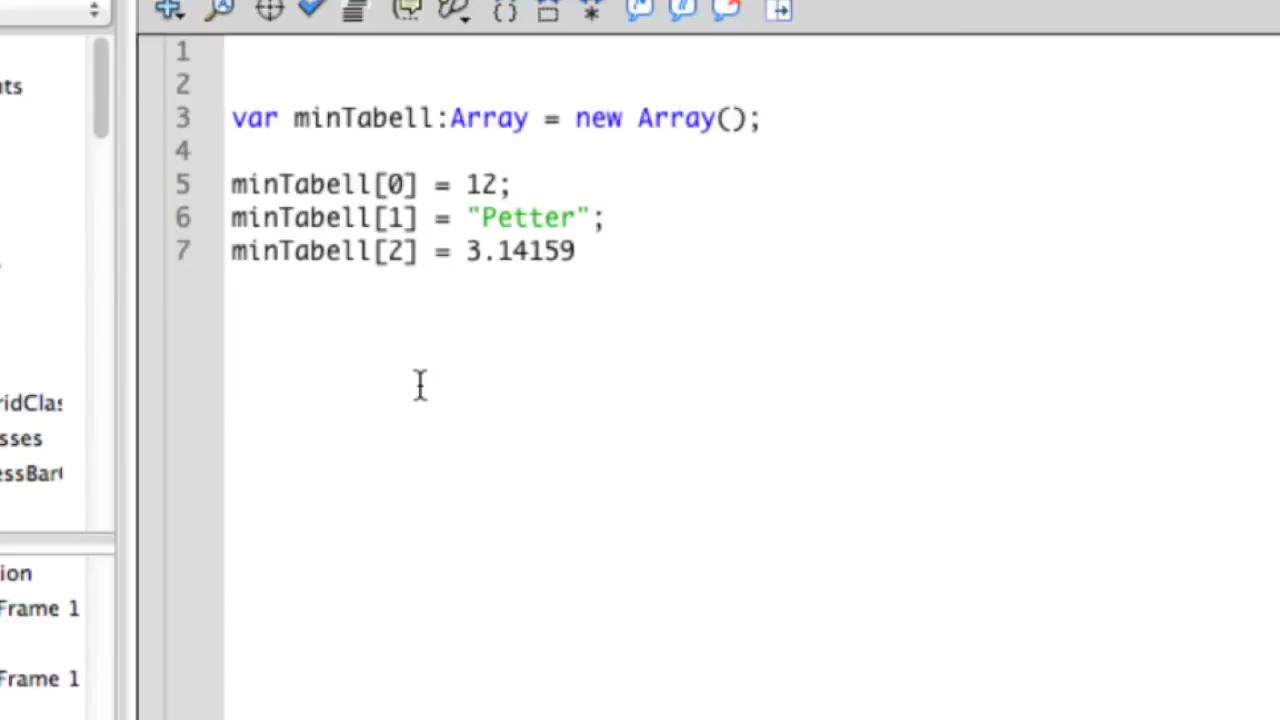 nts
ridClas
sses
essBar
ion
Frame 1
Frame 1
1
2
3 var minTabell:Array = new Array();
4
5 minTabell[0] = 12;
6 minTabell[1] = "Petter";
7 minTabell[2] = 3.14159